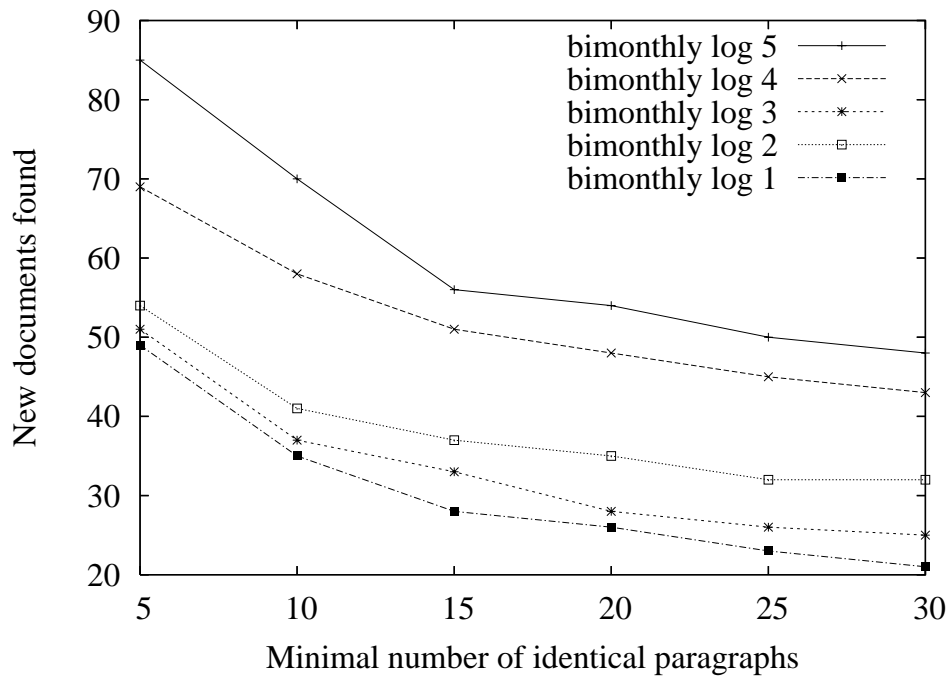 90
80
70
60
50
40
30
20
New documents found
bimonthly log 5
bimonthly log 4
bimonthly log 3
bimonthly log 2
bimonthly log 1
5 10 15 20 25 30
Minimal number of identical paragraphs